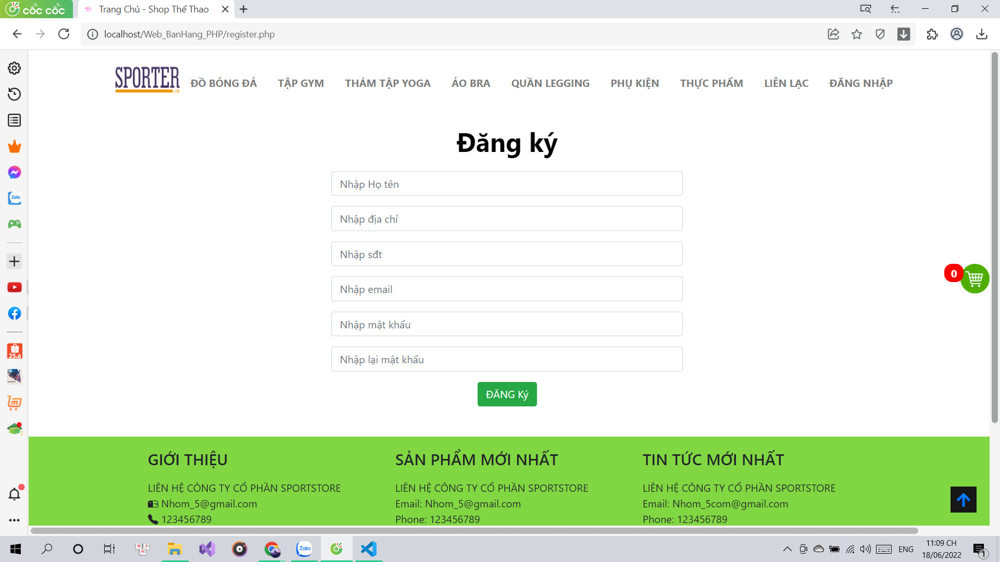 cốc cốc
Trang Chủ - Shop Thể Thao
localhost/Web_BanHang_PHP/register.php
SPORTER
.VN
ĐỒ BÓNG ĐÁ
TẬP GYM
THẢM TẬP YOGA
ÁO BRA
QUẦN LEGGING
PHỤ KIỆN
THỰC PHẨM
LIÊN LẠC
ĐĂNG NHẬP
Đăng ký
Nhập Họ tên
Nhập địa chỉ
Nhập sđt
Nhập email
Nhập mật khẩu
Nhập lại mật khẩu
ĐĂNG Ký
0
Zalo
25.6
GIỚI THIỆU
LIÊN HỆ CÔNG TY CỔ PHẦN SPORTSTORE
Nhom_5@gmail.com
123456789
SẢN PHẨM MỚI NHẤT
LIÊN HỆ CÔNG TY CỔ PHẦN SPORTSTORE
Email: Nhom_5@gmail.com
Phone: 123456789
TIN TỨC MỚI NHẤT
LIÊN HỆ CÔNG TY CỔ PHẦN SPORTSTORE
Email: Nhom_5com@gmail.com
Phone: 123456789
Zalo
ENG
11:09 CH
18/06/2022
1